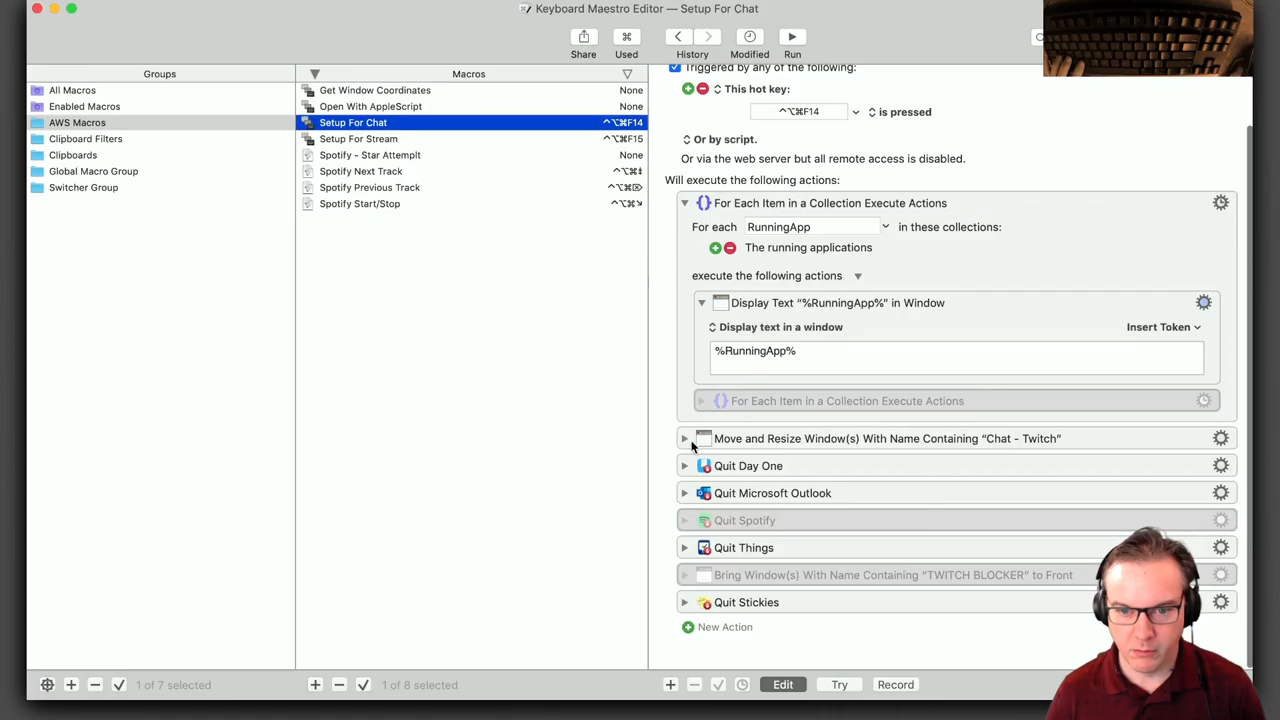 Keyboard Maestro Editor — Setup For Chat
Share
Used
History
Modified
Run
Groups
Macros
All Macros
Enabled Macros
AWS Macros
Clipboard Filters
Clipboards
Global Macro Group
Switcher Group
Get Window Coordinates None
Open With AppleScript None
Setup For Chat ^⌥⌘F14
Setup For Stream ^⌥⌘F15
Spotify - Star Attemplt None
Spotify Next Track ^⌥⌘⇟
Spotify Previous Track ^⌥⌘⌦
Spotify Start/Stop ^⌥⌘↘
Triggered by any of the following:
This hot key:
^⌥⌘F14 is pressed
Or by script.
Or via the web server but all remote access is disabled.
Will execute the following actions:
For Each Item in a Collection Execute Actions
For each RunningApp in these collections:
The running applications
execute the following actions
Display Text “%RunningApp%” in Window
Display text in a window Insert Token
%RunningApp%
For Each Item in a Collection Execute Actions
Move and Resize Window(s) With Name Containing “Chat - Twitch”
Quit Day One
Quit Microsoft Outlook
Quit Spotify
Quit Things
Bring Window(s) With Name Containing “TWITCH BLOCKER” to Front
Quit Stickies
New Action
1 of 7 selected
1 of 8 selected
Edit
Try
Record